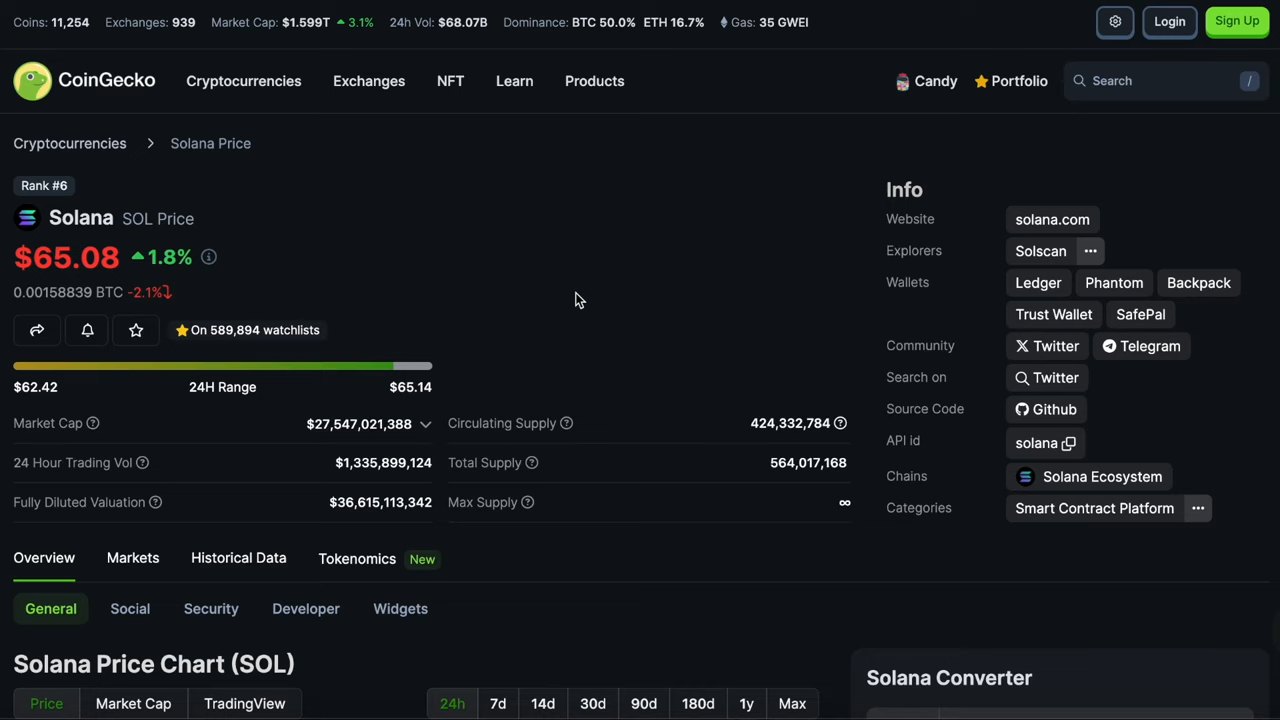 Coins: 11,254 Exchanges: 939 Market Cap: $1.599T 3.1% 24h Vol: $68.07B Dominance: BTC 50.0% ETH 16.7% Gas: 35 GWEI Login Sign Up
CoinGecko Cryptocurrencies Exchanges NFT Learn Products Candy Portfolio Search /
Cryptocurrencies > Solana Price
Rank #6
Solana SOL Price
$65.08 1.8%
0.00158839 BTC -2.1%
On 589,894 watchlists
$62.42 24H Range $65.14
Market Cap $27,547,021,388
24 Hour Trading Vol $1,335,899,124
Fully Diluted Valuation $36,615,113,342
Circulating Supply 424,332,784
Total Supply 564,017,168
Max Supply ∞
Info
Website solana.com
Explorers Solscan •••
Wallets Ledger Phantom Backpack
Trust Wallet SafePal
Community X Twitter Telegram
Search on Twitter
Source Code Github
API id solana
Chains Solana Ecosystem
Categories Smart Contract Platform •••
Overview Markets Historical Data Tokenomics New
General Social Security Developer Widgets
Solana Price Chart (SOL)
Price Market Cap TradingView 24h 7d 14d 30d 90d 180d 1y Max
Solana Converter